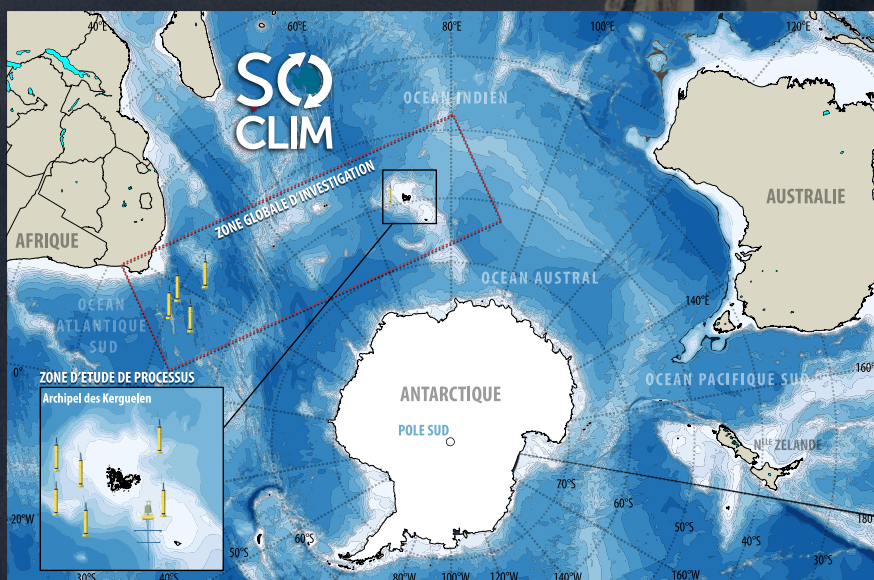 40°E
60°E
80°E
100°E
120°E
SO
CLIM
OCEAN INDIEN
ZONE GLOBALE D'INVESTIGATION
AUSTRALIE
AFRIQUE
OCEAN AUSTRAL
OCEAN
ATLANTIQUE
SUD
140°E
160°
0°
ZONE D'ETUDE DE PROCESSUS
OCEAN PACIFIQUE SUD
Archipel des Kerguelen
ANTARCTIQUE
POLE SUD
Nlle ZELANDE
70°S
60°S
50°S
40°S
30°S
180°
20°W
50°S
60°S
30°S
40°S
80°W
100°W
120°W
140°W
160°W